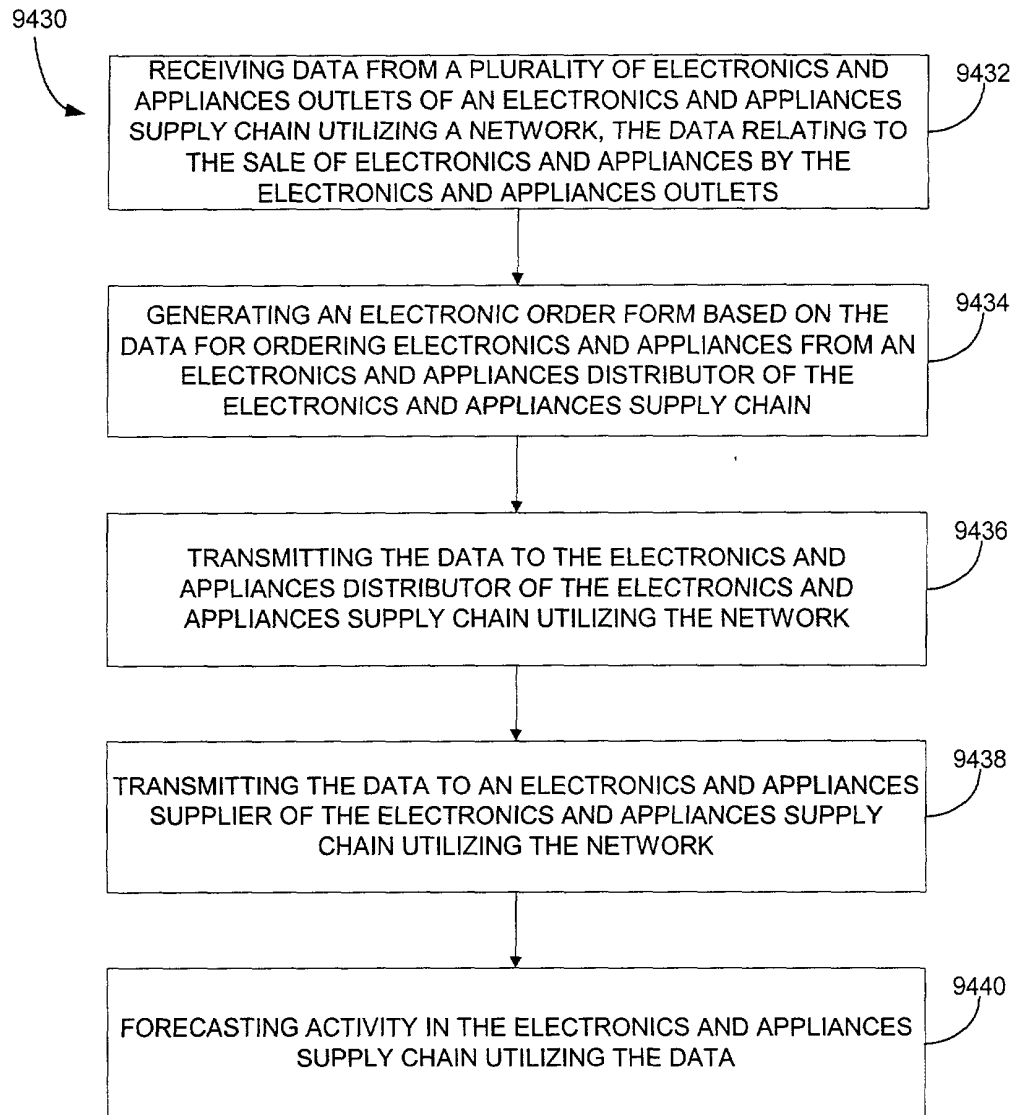 9430
RECEIVING DATA FROM A PLURALITY OF ELECTRONICS AND
APPLIANCES OUTLETS OF AN ELECTRONICS AND APPLIANCES
SUPPLY CHAIN UTILIZING A NETWORK, THE DATA RELATING TO
THE SALE OF ELECTRONICS AND APPLIANCES BY THE
ELECTRONICS AND APPLIANCES OUTLETS
9432
GENERATING AN ELECTRONIC ORDER FORM BASED ON THE
DATA FOR ORDERING ELECTRONICS AND APPLIANCES FROM AN
ELECTRONICS AND APPLIANCES DISTRIBUTOR OF THE
ELECTRONICS AND APPLIANCES SUPPLY CHAIN
9434
TRANSMITTING THE DATA TO THE ELECTRONICS AND
APPLIANCES DISTRIBUTOR OF THE ELECTRONICS AND
APPLIANCES SUPPLY CHAIN UTILIZING THE NETWORK
9436
TRANSMITTING THE DATA TO AN ELECTRONICS AND APPLIANCES
SUPPLIER OF THE ELECTRONICS AND APPLIANCES SUPPLY
CHAIN UTILIZING THE NETWORK
9438
FORECASTING ACTIVITY IN THE ELECTRONICS AND APPLIANCES
SUPPLY CHAIN UTILIZING THE DATA
9440